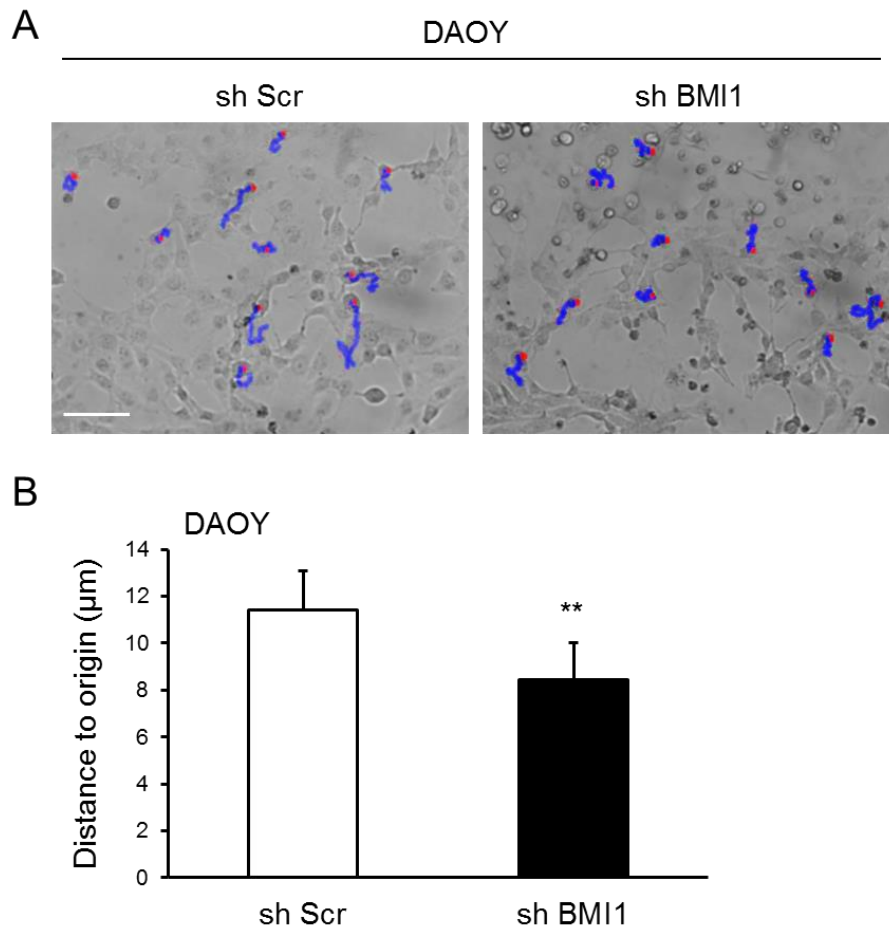 A
DAOY
sh Scr
sh BMI1
B
DAOY
Distance to origin (µm)
14
12
10
8
6
4
2
0
**
sh Scr
sh BMI1